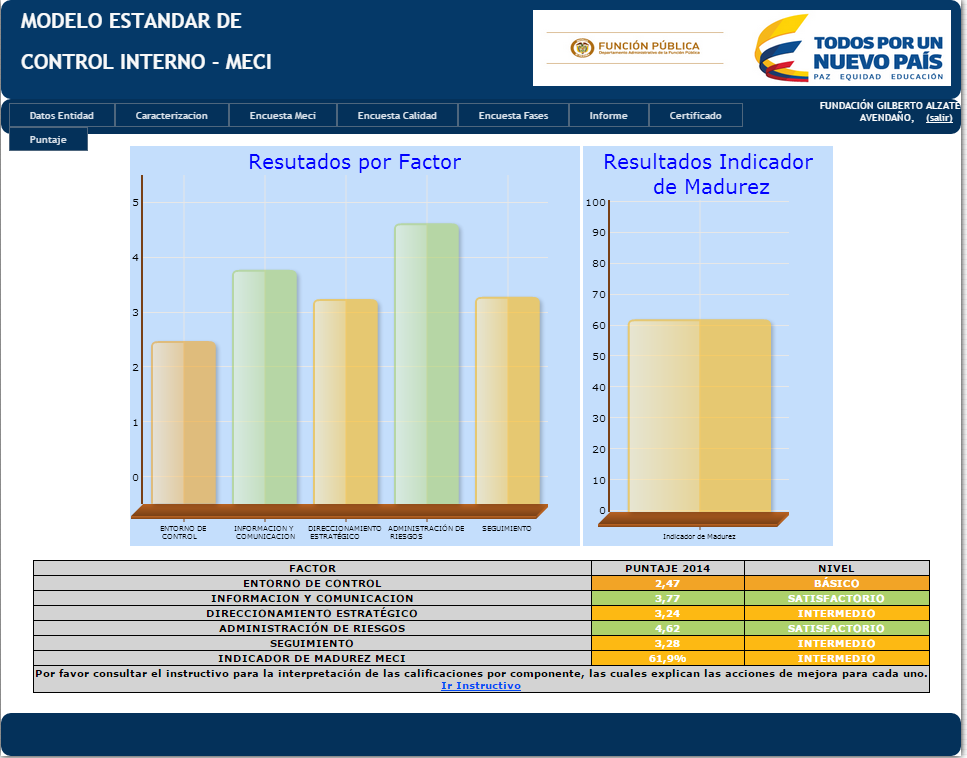 MODELO ESTANDAR DE
CONTROL INTERNO - MECI
FUNCIÓN PÚBLICA
Departamento Administrativo de la Función Pública
TODOS POR UN
NUEVO PAÍS
PAZ EQUIDAD EDUCACIÓN
Datos Entidad
Caracterizacion
Encuesta Meci
Encuesta Calidad
Encuesta Fases
Informe
Certificado
FUNDACIÓN GILBERTO ALZATE
AVENDAÑO, (salir)
Puntaje
Resutados por Factor
5
4
3
2
1
0
ENTORNO DE
CONTROL
INFORMACION Y
COMUNICACION
DIRECCIONAMIENTO
ESTRATÉGICO
ADMINISTRACIÓN DE
RIESGOS
SEGUIMIENTO
Resultados Indicador
de Madurez
100
90
80
70
60
50
40
30
20
10
0
Indicador de Madurez
FACTOR PUNTAJE 2014 NIVEL
ENTORNO DE CONTROL 2,47 BÁSICO
INFORMACION Y COMUNICACION 3,77 SATISFACTORIO
DIRECCIONAMIENTO ESTRATÉGICO 3,24 INTERMEDIO
ADMINISTRACIÓN DE RIESGOS 4,62 SATISFACTORIO
SEGUIMIENTO 3,28 INTERMEDIO
INDICADOR DE MADUREZ MECI 61,9% INTERMEDIO
Por favor consultar el instructivo para la interpretación de las calificaciones por componente, las cuales explican las acciones de mejora para cada uno.
Ir Instructivo